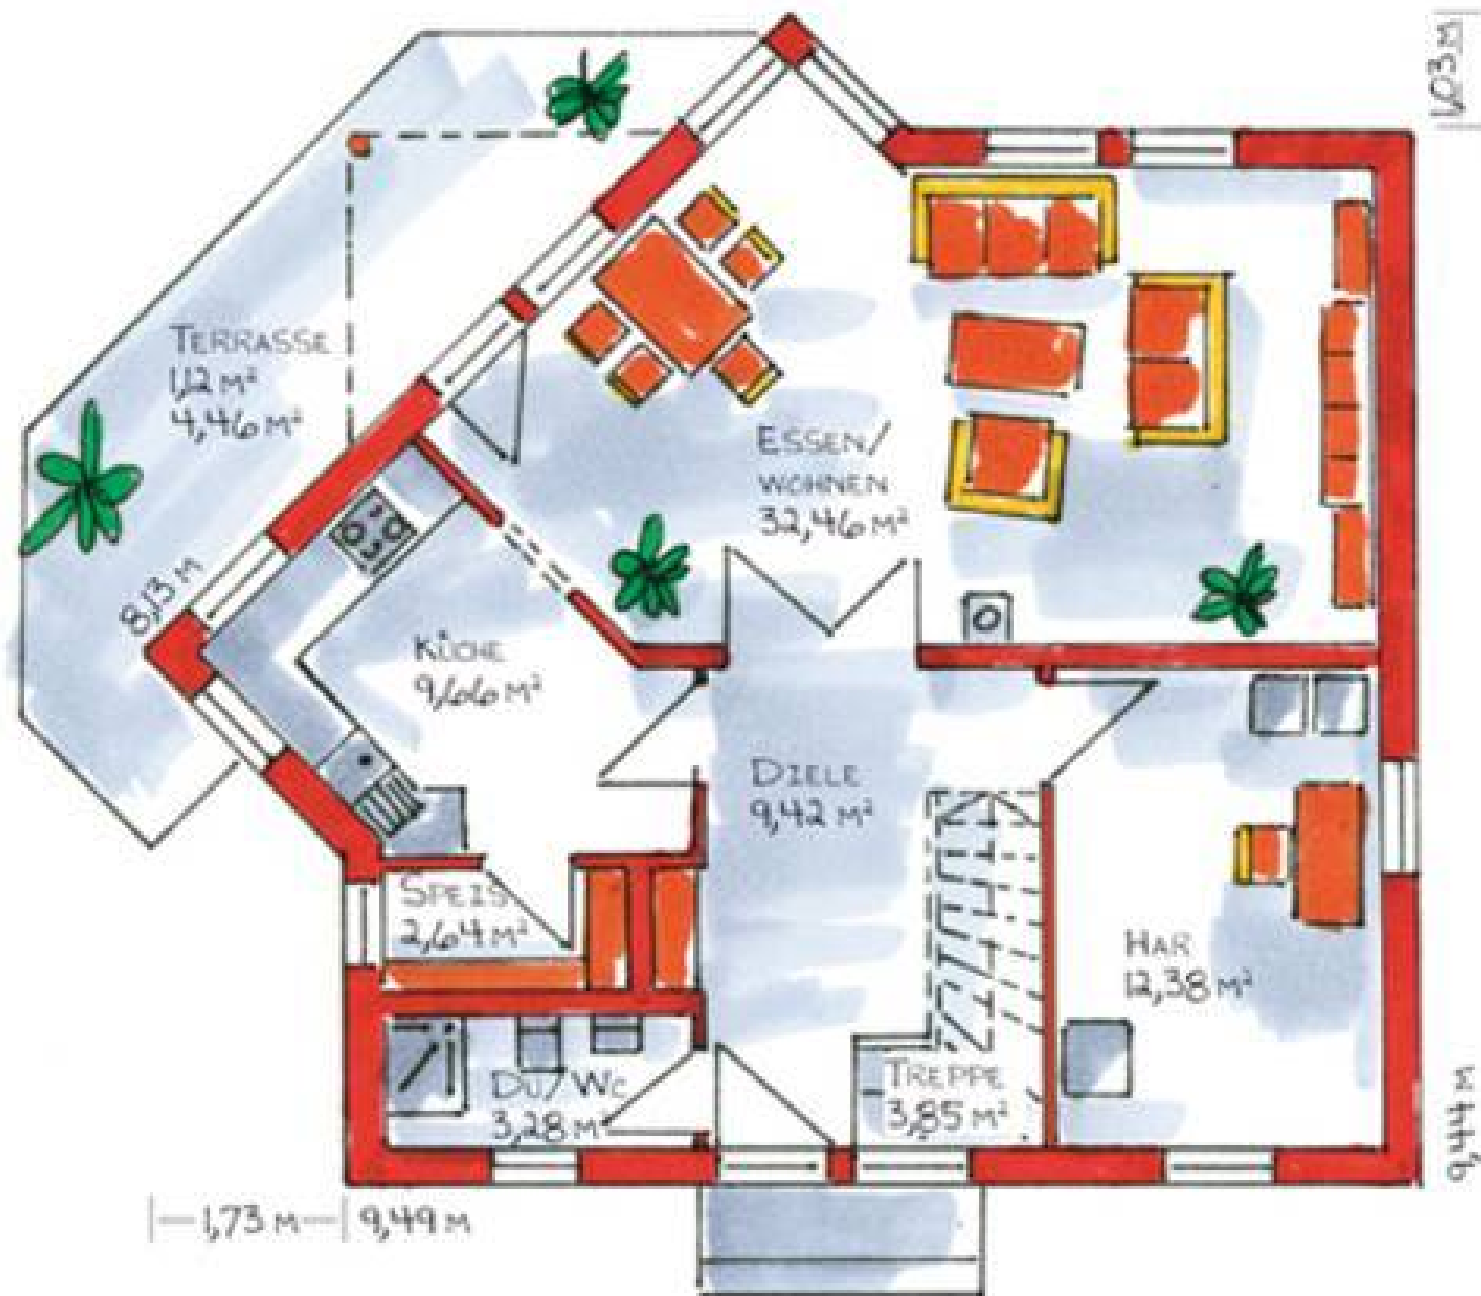 1,03 M
TERRASSE
1,12 M²
4,46 M²
ESSEN/
WOHNEN
32,46 M²
8,13 M
KÜCHE
9,66 M²
DIELE
9,42 M²
SPEIS
2,64 M²
HAR
12,38 M²
DU/WC
3,28 M²
TREPPE
3,85 M²
9,44 M
1,73 M
9,49 M